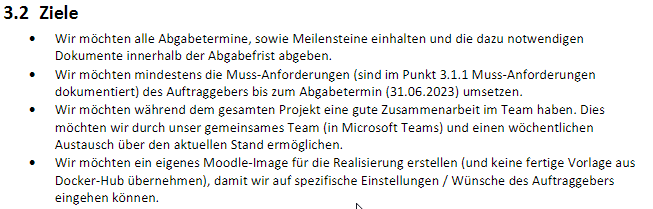 3.2 Ziele
• Wir möchten alle Abgabetermine, sowie Meilensteine einhalten und die dazu notwendigen
Dokumente innerhalb der Abgabefrist abgeben.
• Wir möchten mindestens die Muss-Anforderungen (sind im Punkt 3.1.1 Muss-Anforderungen
dokumentiert) des Auftraggebers bis zum Abgabetermin (31.06.2023) umsetzen.
• Wir möchten während dem gesamten Projekt eine gute Zusammenarbeit im Team haben. Dies
möchten wir durch unser gemeinsames Team (in Microsoft Teams) und einen wöchentlichen
Austausch über den aktuellen Stand ermöglichen.
• Wir möchten ein eigenes Moodle-Image für die Realisierung erstellen (und keine fertige Vorlage aus
Docker-Hub übernehmen), damit wir auf spezifische Einstellungen / Wünsche des Auftraggebers
eingehen können.